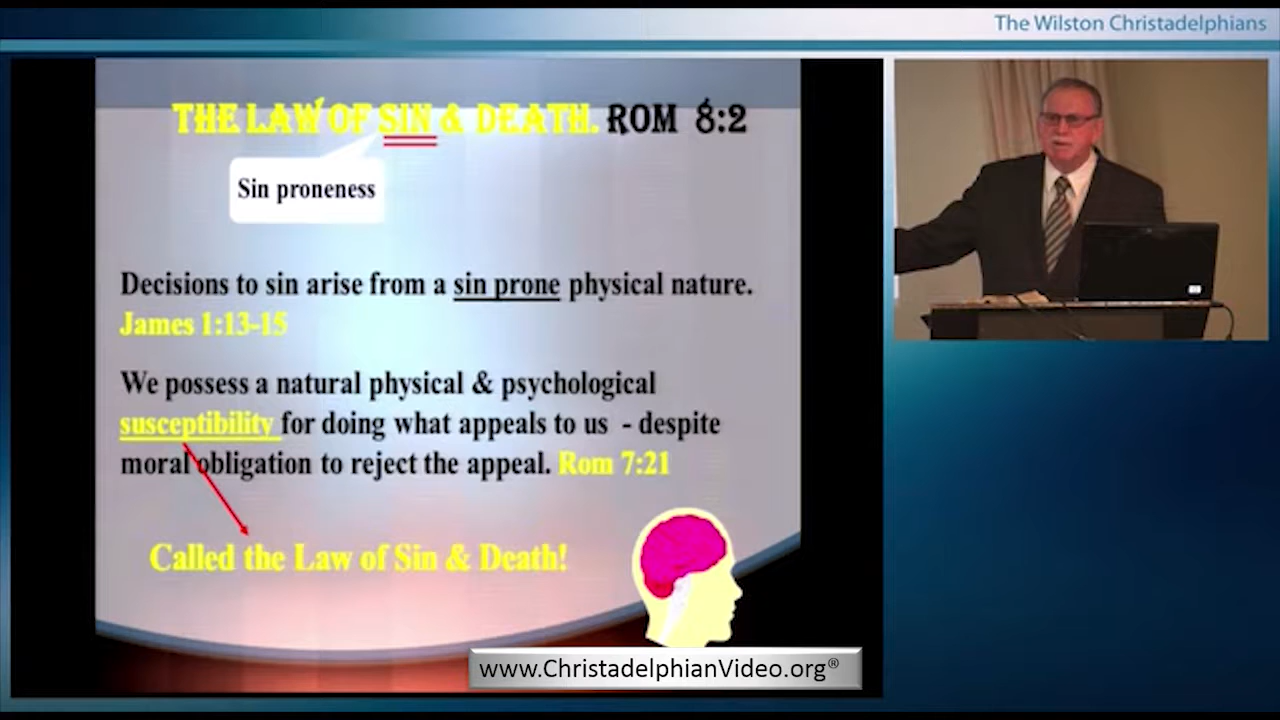 The Wilston Christadelphians
THE LAW OF SIN & DEATH. ROM 8:2
Sin proneness
Decisions to sin arise from a sin prone physical nature.
James 1:13-15
We possess a natural physical & psychological
susceptibility for doing what appeals to us - despite
moral obligation to reject the appeal. Rom 7:21
Called the Law of Sin & Death!
www.ChristadelphianVideo.org®